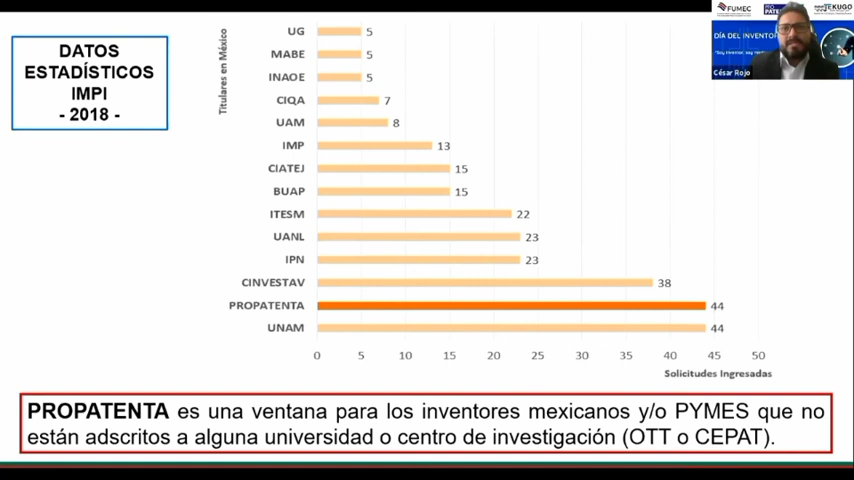 DATOS
ESTADÍSTICOS
IMPI
- 2018 -
Titulares en México
UG 5
MABE 5
INAOE 5
CIQA 7
UAM 8
IMP 13
CIATEJ 15
BUAP 15
ITESM 22
UANL 23
IPN 23
CINVESTAV 38
PROPATENTA 44
UNAM 44
0 5 10 15 20 25 30 35 40 45 50
Solicitudes Ingresadas
PROPATENTA es una ventana para los inventores mexicanos y/o PYMES que no
están adscritos a alguna universidad o centro de investigación (OTT o CEPAT).
FUMEC
TEKUGO
DÍA DEL INVENTOR
César Rojo